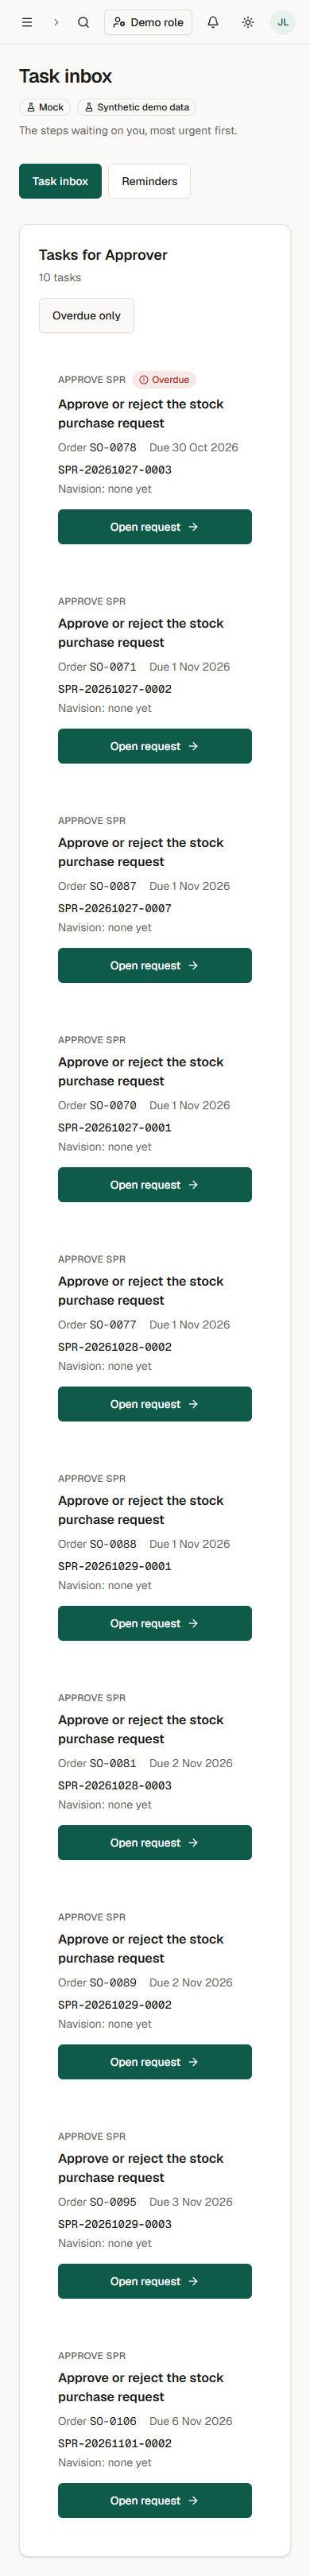 Demo role
JL
Task inbox
Mock
Synthetic demo data
The steps waiting on you, most urgent first.
Task inbox
Reminders
Tasks for Approver
10 tasks
Overdue only
APPROVE SPR
Overdue
Approve or reject the stock
purchase request
Order SO-0078 Due 30 Oct 2026
SPR-20261027-0003
Navision: none yet
Open request
APPROVE SPR
Approve or reject the stock
purchase request
Order SO-0071 Due 1 Nov 2026
SPR-20261027-0002
Navision: none yet
Open request
APPROVE SPR
Approve or reject the stock
purchase request
Order SO-0087 Due 1 Nov 2026
SPR-20261027-0007
Navision: none yet
Open request
APPROVE SPR
Approve or reject the stock
purchase request
Order SO-0070 Due 1 Nov 2026
SPR-20261027-0001
Navision: none yet
Open request
APPROVE SPR
Approve or reject the stock
purchase request
Order SO-0077 Due 1 Nov 2026
SPR-20261028-0002
Navision: none yet
Open request
APPROVE SPR
Approve or reject the stock
purchase request
Order SO-0088 Due 1 Nov 2026
SPR-20261029-0001
Navision: none yet
Open request
APPROVE SPR
Approve or reject the stock
purchase request
Order SO-0081 Due 2 Nov 2026
SPR-20261028-0003
Navision: none yet
Open request
APPROVE SPR
Approve or reject the stock
purchase request
Order SO-0089 Due 2 Nov 2026
SPR-20261029-0002
Navision: none yet
Open request
APPROVE SPR
Approve or reject the stock
purchase request
Order SO-0095 Due 3 Nov 2026
SPR-20261029-0003
Navision: none yet
Open request
APPROVE SPR
Approve or reject the stock
purchase request
Order SO-0106 Due 6 Nov 2026
SPR-20261101-0002
Navision: none yet
Open request